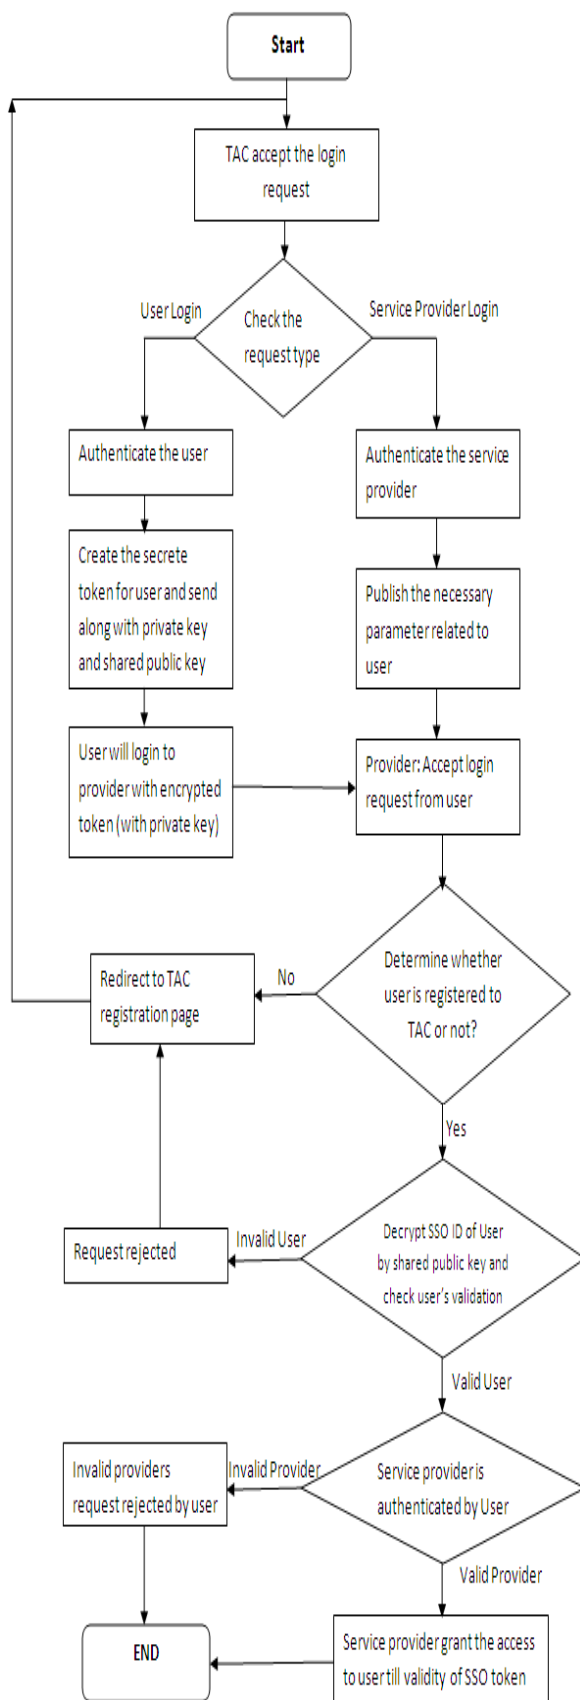 Start
TAC accept the login
request
User Login
Service Provider Login
Check the
request type
Authenticate the user
Authenticate the service
provider
Create the secrete
token for user and send
along with private key
and shared public key
Publish the necessary
parameter related to
user
User will login to
provider with encrypted
token (with private key)
Provider: Accept login
request from user
Redirect to TAC
registration page
No
Determine whether
user is registered to
TAC or not?
Yes
Request rejected
Invalid User
Decrypt SSO ID of User
by shared public key and
check user's validation
Valid User
Invalid providers
request rejected by user
Invalid Provider
Service provider is
authenticated by User
Valid Provider
END
Service provider grant the access
to user till validity of SSO token